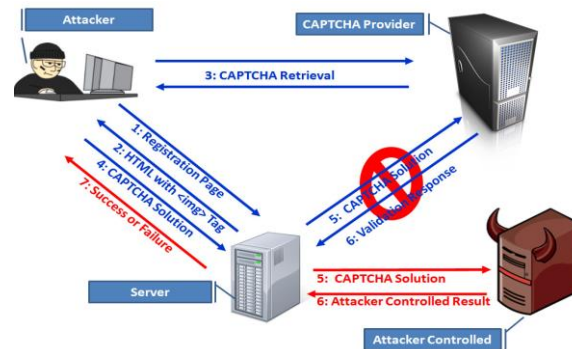 Attacker
CAPTCHA Provider
3: CAPTCHA Retrieval
1: Registration Page
2: HTML with <img> Tag
4: CAPTCHA Solution
7: Success or Failure
5: CAPTCHA Solution
6: Validation Response
Server
5: CAPTCHA Solution
6: Attacker Controlled Result
Attacker Controlled